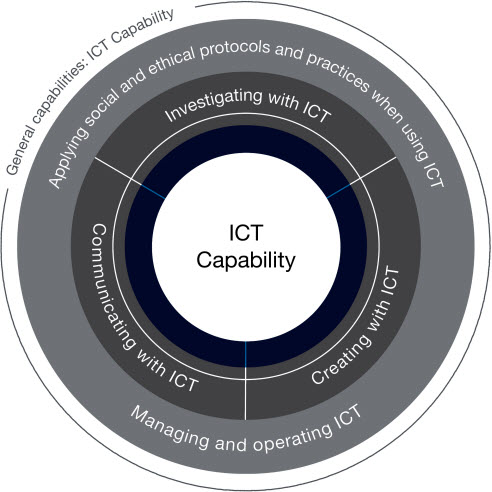 General capabilities: ICT Capability
Applying social and ethical protocols and practices when using ICT
Investigating with ICT
ICT
Capability
Communicating with ICT
Creating with ICT
Managing and operating ICT